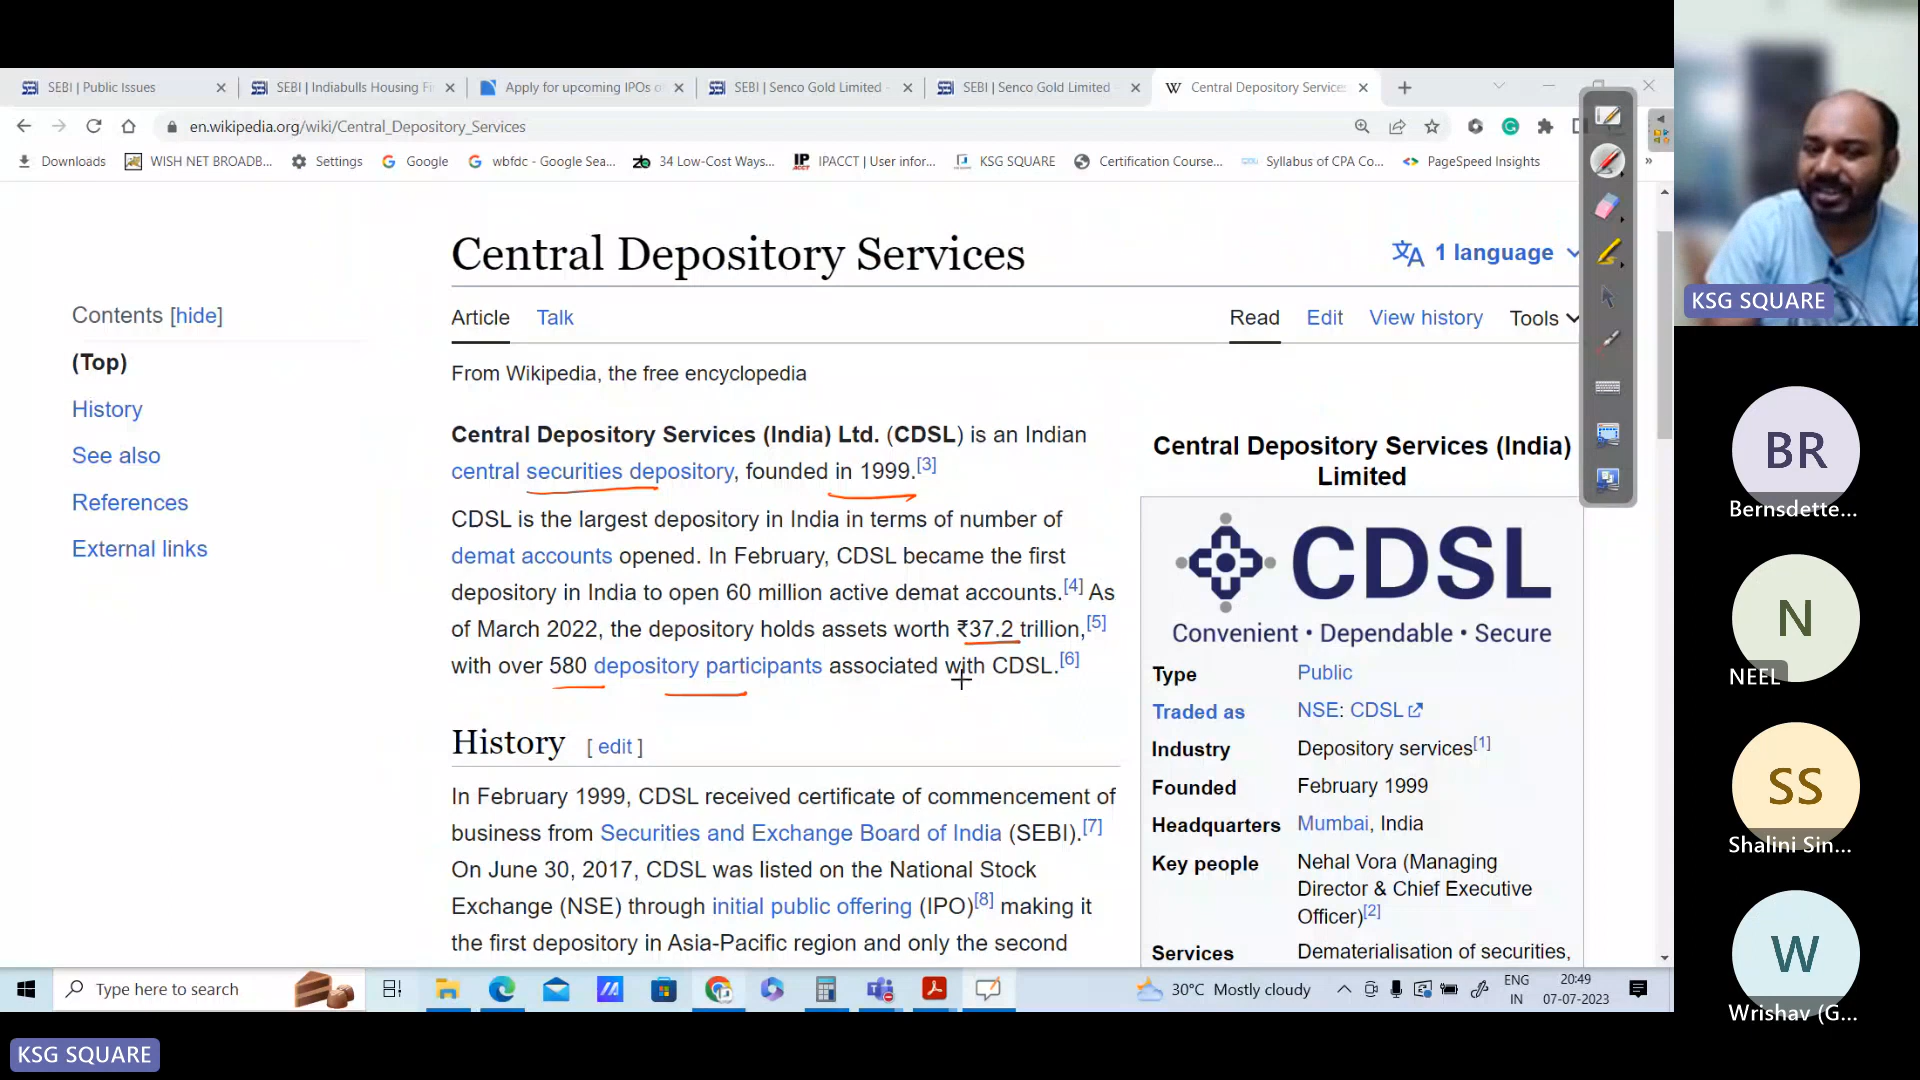 SEBI | Public Issues
SEBI | Indiabulls Housing Fi
Apply for upcoming IPOs o
SEBI | Senco Gold Limited -
SEBI | Senco Gold Limited -
Central Depository Services
en.wikipedia.org/wiki/Central_Depository_Services
Downloads
WISH NET BROADB...
Settings
Google
wbfdc - Google Sea...
34 Low-Cost Ways...
IPACCT | User infor...
KSG SQUARE
Certification Course...
Syllabus of CPA Co...
PageSpeed Insights
»
Central Depository Services
1 language
Contents [hide]
(Top)
History
See also
References
External links
Article
Talk
Read
Edit
View history
Tools
From Wikipedia, the free encyclopedia
Central Depository Services (India) Ltd. (CDSL) is an Indian
central securities depository, founded in 1999.[3]
CDSL is the largest depository in India in terms of number of
demat accounts opened. In February, CDSL became the first
depository in India to open 60 million active demat accounts.[4] As
of March 2022, the depository holds assets worth ₹37.2 trillion,[5]
with over 580 depository participants associated with CDSL.[6]
History [ edit ]
In February 1999, CDSL received certificate of commencement of
business from Securities and Exchange Board of India (SEBI).[7]
On June 30, 2017, CDSL was listed on the National Stock
Exchange (NSE) through initial public offering (IPO)[8] making it
the first depository in Asia-Pacific region and only the second
Central Depository Services (India)
Limited
CDSL
Convenient • Dependable • Secure
Type Public
Traded as NSE: CDSL
Industry Depository services[1]
Founded February 1999
Headquarters Mumbai, India
Key people Nehal Vora (Managing
Director & Chief Executive
Officer)[2]
Services Dematerialisation of securities,
Type here to search
30°C Mostly cloudy
ENG
IN
20:49
07-07-2023
KSG SQUARE
KSG SQUARE
BR
Bernsdette...
N
NEEL
SS
Shalini Sin...
W
Wrishav (G...